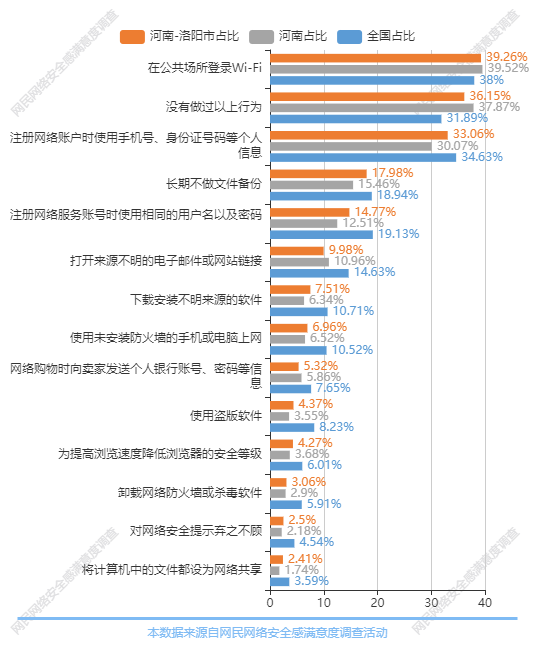 河南-洛阳市占比 河南占比 全国占比
在公共场所登录Wi-Fi 39.26% 39.52% 38%
没有做过以上行为 36.15% 37.87% 31.89%
注册网络账户时使用手机号、身份证号码等个人
信息 33.06% 30.07% 34.63%
长期不做文件备份 17.98% 15.46% 18.94%
注册网络服务账号时使用相同的用户名以及密码 14.77% 12.51% 19.13%
打开来源不明的电子邮件或网站链接 9.98% 10.96% 14.63%
下载安装不明来源的软件 7.51% 6.34% 10.71%
使用未安装防火墙的手机或电脑上网 6.96% 6.52% 10.52%
网络购物时向卖家发送个人银行账号、密码等信
息 5.32% 5.86% 7.65%
使用盗版软件 4.37% 3.55% 8.23%
为提高浏览速度降低浏览器的安全等级 4.27% 3.68% 6.01%
卸载网络防火墙或杀毒软件 3.06% 2.9% 5.91%
对网络安全提示弃之不顾 2.5% 2.18% 4.54%
将计算机中的文件都设为网络共享 2.41% 1.74% 3.59%
0 10 20 30 40
本数据来源自网民网络安全感满意度调查活动
网民网络安全感满意度调查
网民网络安全感满意度调查
网民网络安全感满意度调查
网民网络安全感满意度调查